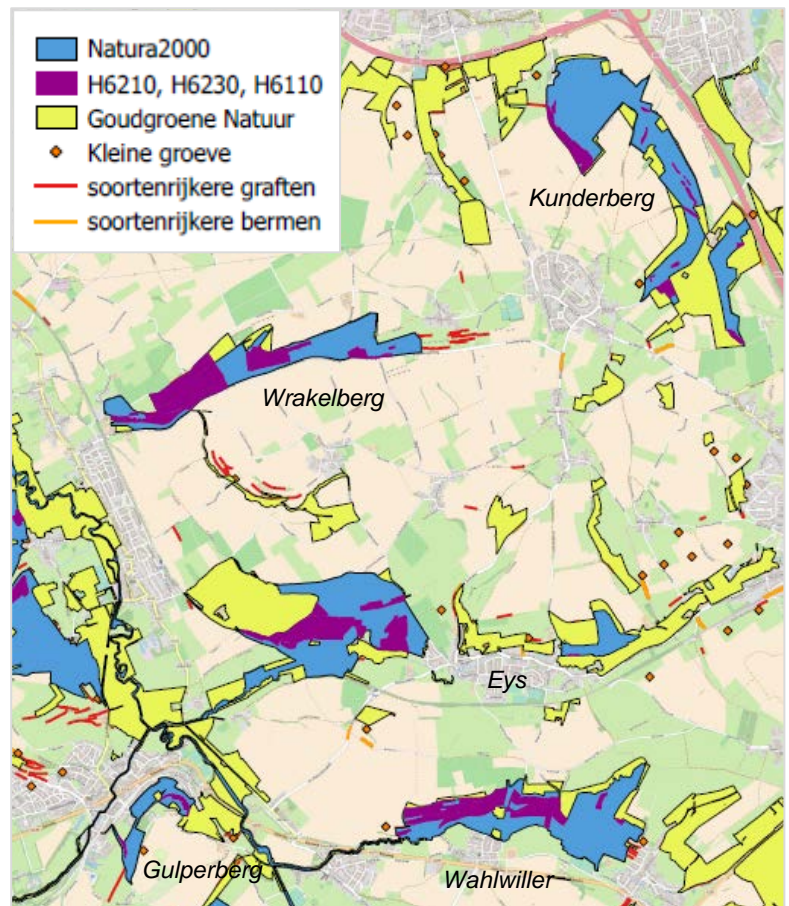 Natura2000
H6210, H6230, H6110
Goudgroene Natuur
Kleine groeve
soortenrijkere graften
soortenrijkere bermen
Kunderberg
Wrakelberg
Eys
Gulperberg
Wahlwiller